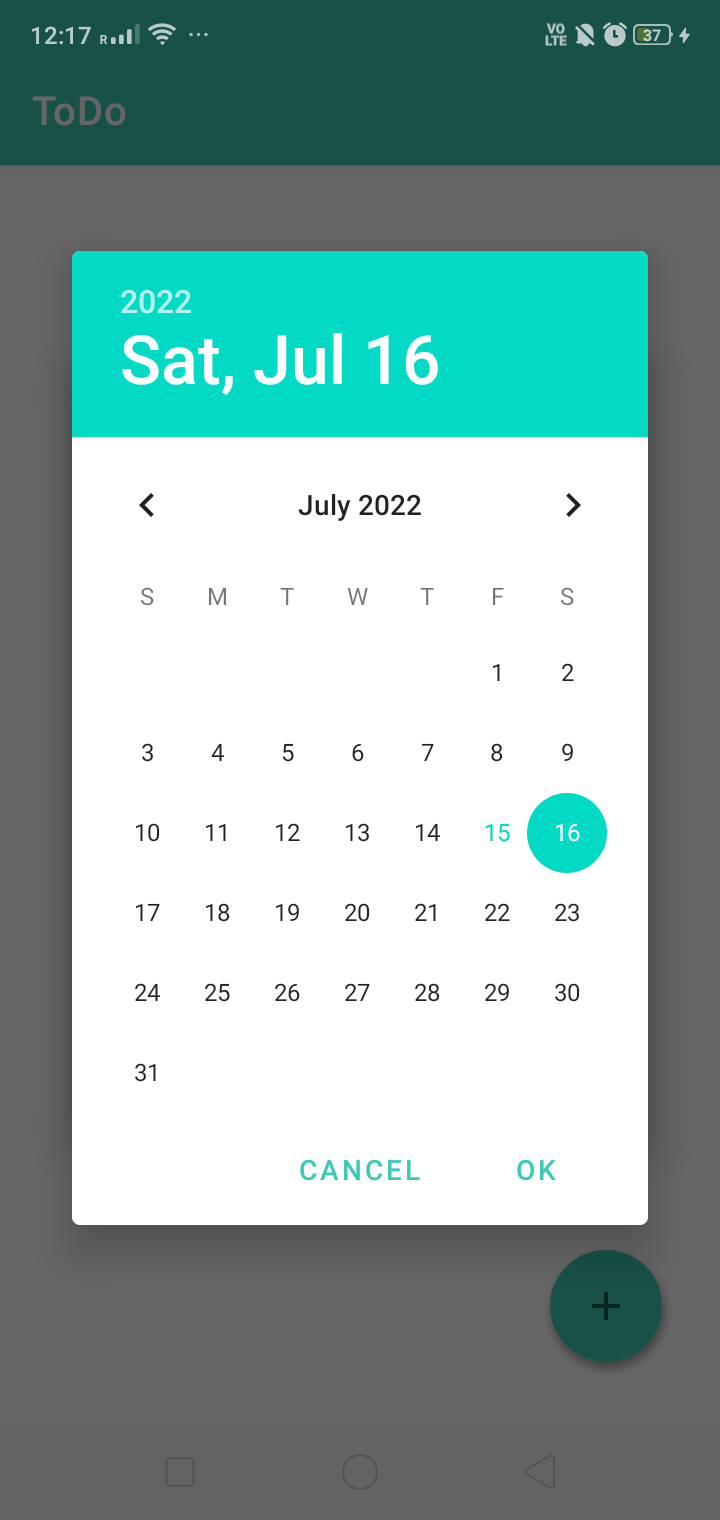 12:17 R ... VO LTE 37
ToDo
2022
Sat, Jul 16
July 2022
S M T W T F S
1 2
3 4 5 6 7 8 9
10 11 12 13 14 15 16
17 18 19 20 21 22 23
24 25 26 27 28 29 30
31
CANCEL OK